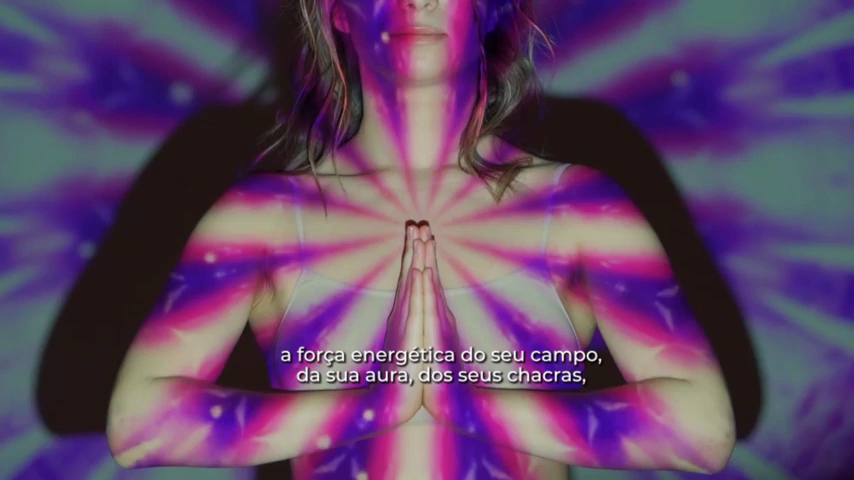 a força energética do seu campo,
da sua aura, dos seus chacras,